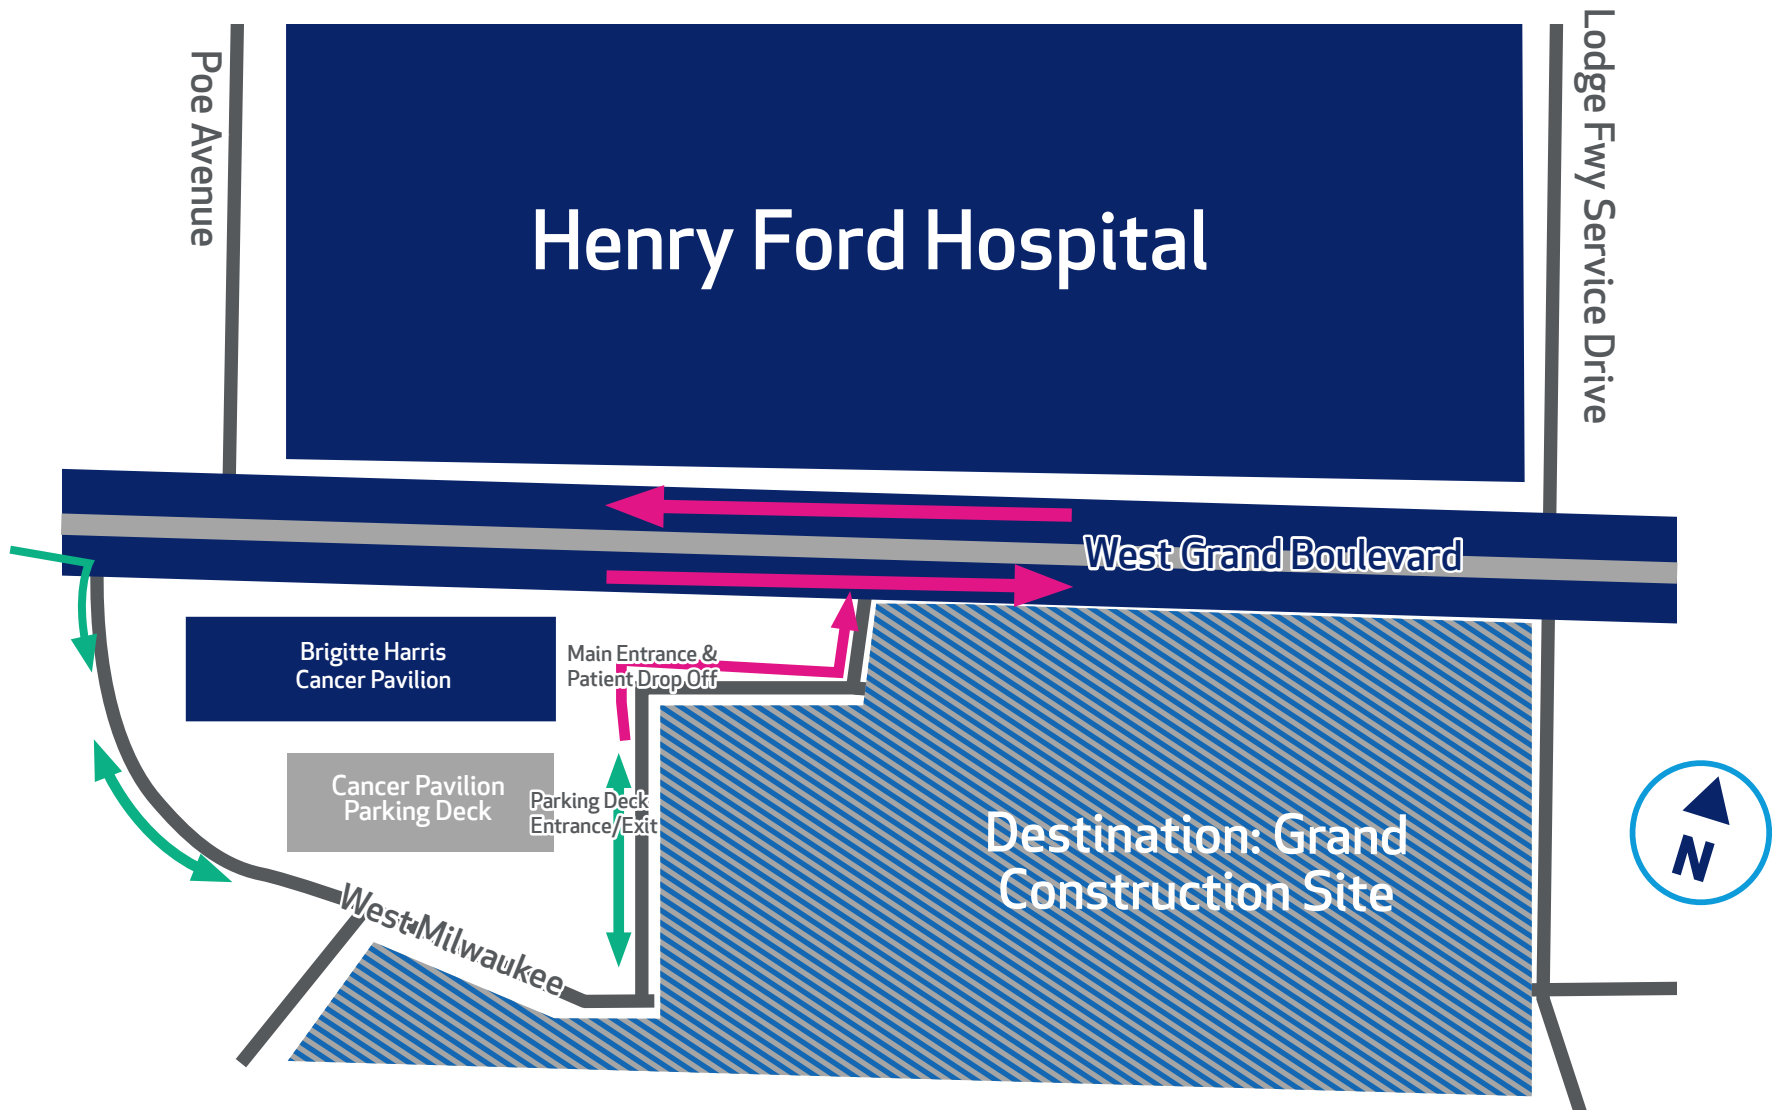 Poe Avenue
Lodge Fwy Service Drive
Henry Ford Hospital
West Grand Boulevard
Brigitte Harris
Cancer Pavilion
Main Entrance &
Patient Drop Off
Cancer Pavilion
Parking Deck
Parking Deck
Entrance/Exit
Destination: Grand
Construction Site
N
West Milwaukee